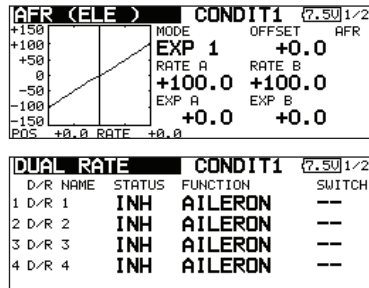 AFR (ELE ) CONDIT1 7.5V 1/2
MODE OFFSET AFR
EXP 1 +0.0
RATE A RATE B
+100.0 +100.0
EXP A EXP B
+0.0 +0.0
+150
+100
+50
0
-50
-100
-150
POS +0.0 RATE +0.0
DUAL RATE CONDIT1 7.5V 1/2
D/R NAME STATUS FUNCTION SWITCH
1 D/R 1 INH AILERON --
2 D/R 2 INH AILERON --
3 D/R 3 INH AILERON --
4 D/R 4 INH AILERON --